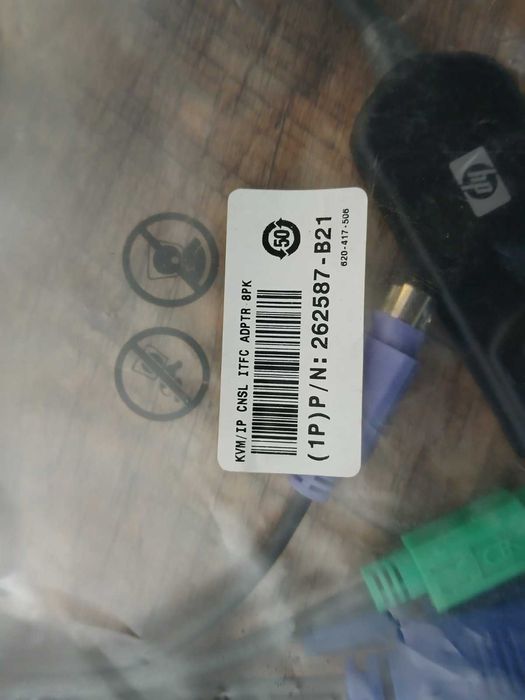 KVM/IP CNSL ITFC ADPTR 8PK
(1P)P/N: 262587-B21
50
620-417-506
hp